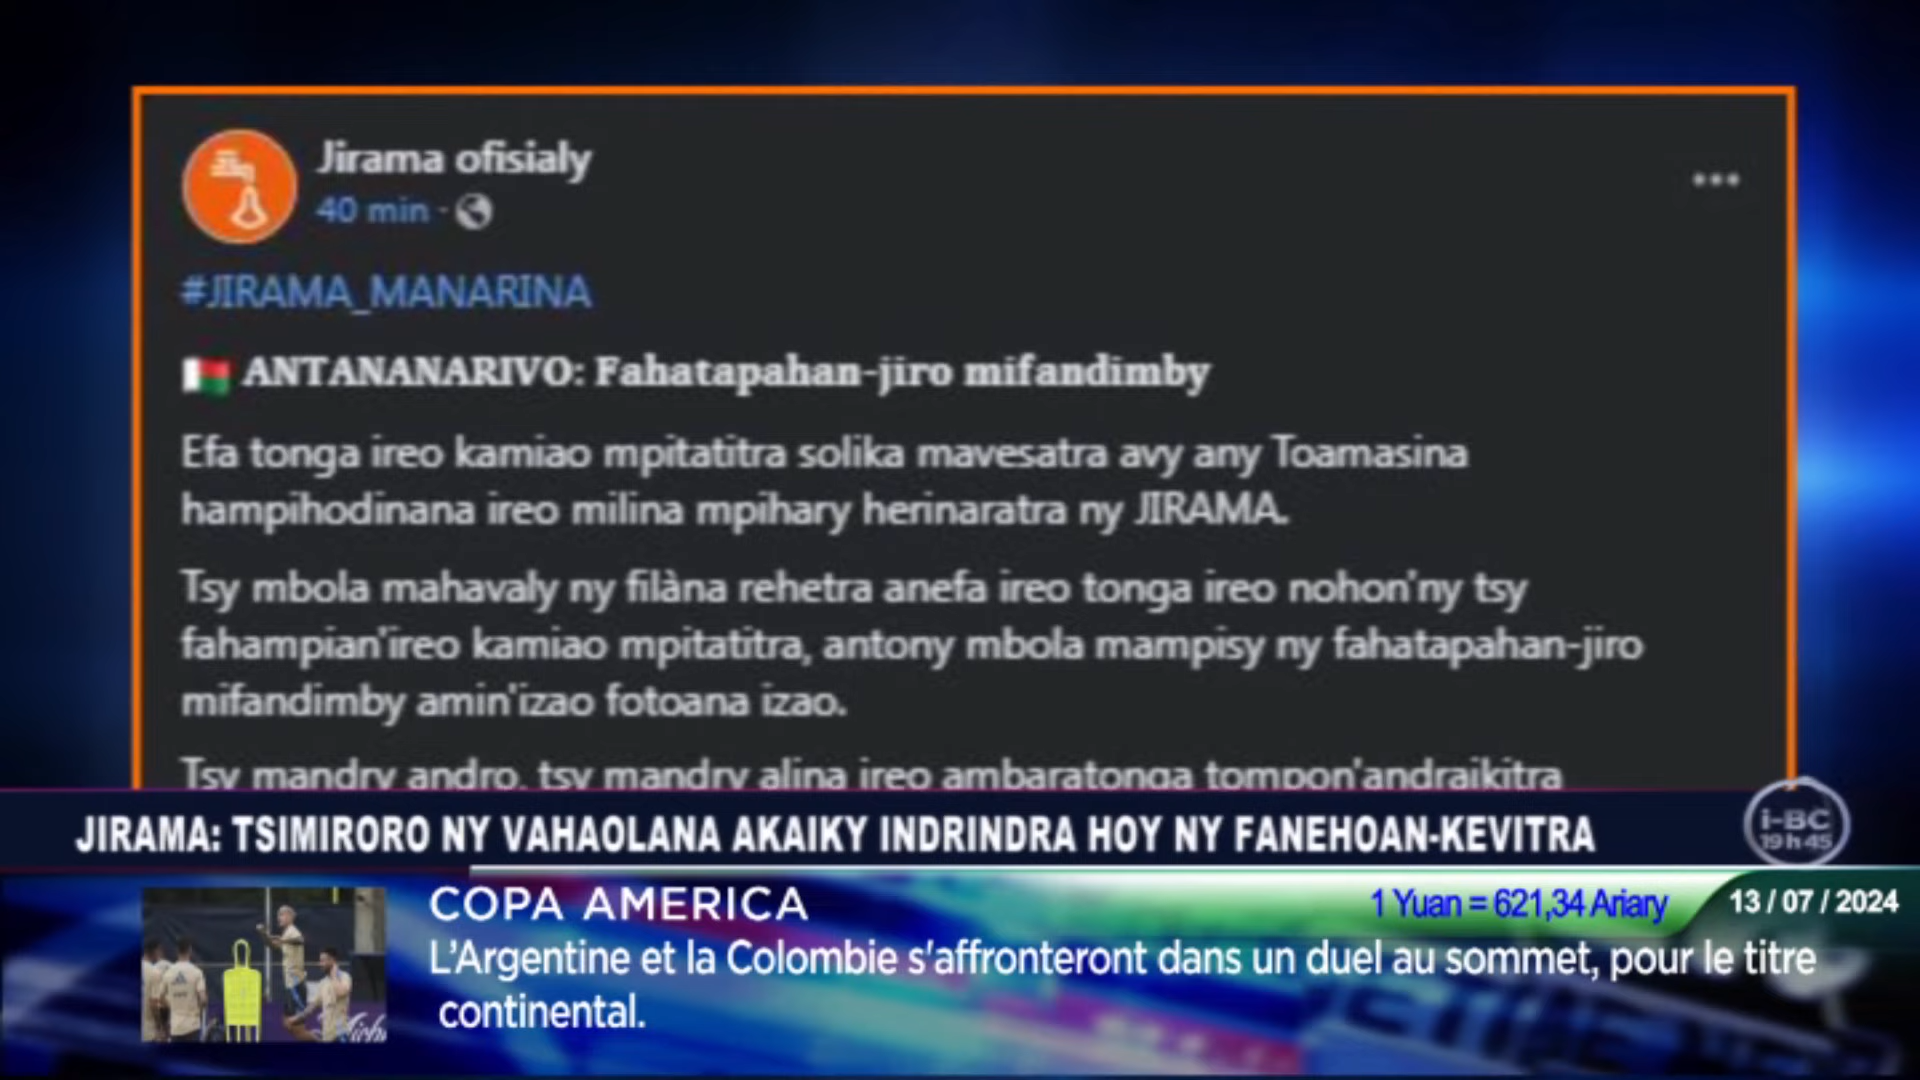 Jirama ofisialy
40 min ·
#JIRAMA_MANARINA
ANTANANARIVO: Fahatapahan-jiro mifandimby
Efa tonga ireo kamiao mpitatitra solika mavesatra avy any Toamasina
hampihodinana ireo milina mpihary herinaratra ny JIRAMA.
Tsy mbola mahavaly ny filàna rehetra anefa ireo tonga ireo nohon'ny tsy
fahampian'ireo kamiao mpitatitra, antony mbola mampisy ny fahatapahan-jiro
mifandimby amin'izao fotoana izao.
Tsy mandry andro, tsy mandry alina ireo ambaratonga tompon'andraikitra
JIRAMA: TSIMIRORO NY VAHAOLANA AKAIKY INDRINDRA HOY NY FANEHOAN-KEVITRA
i-BC
19h45
COPA AMERICA
1 Yuan = 621,34 Ariary
13 / 07 / 2024
L’Argentine et la Colombie s'affronteront dans un duel au sommet, pour le titre
continental.